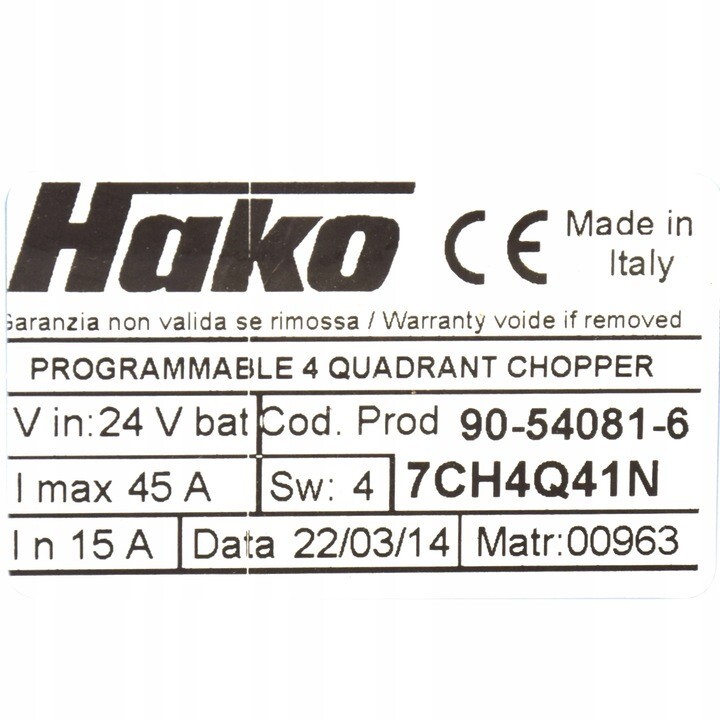 Hako CE Made in Italy
Garanzia non valida se rimossa / Warranty voide if removed
PROGRAMMABLE 4 QUADRANT CHOPPER
V in:24 V bat Cod. Prod 90-54081-6
I max 45 A Sw: 4 7CH4Q41N
I n 15 A Data 22/03/14 Matr:00963